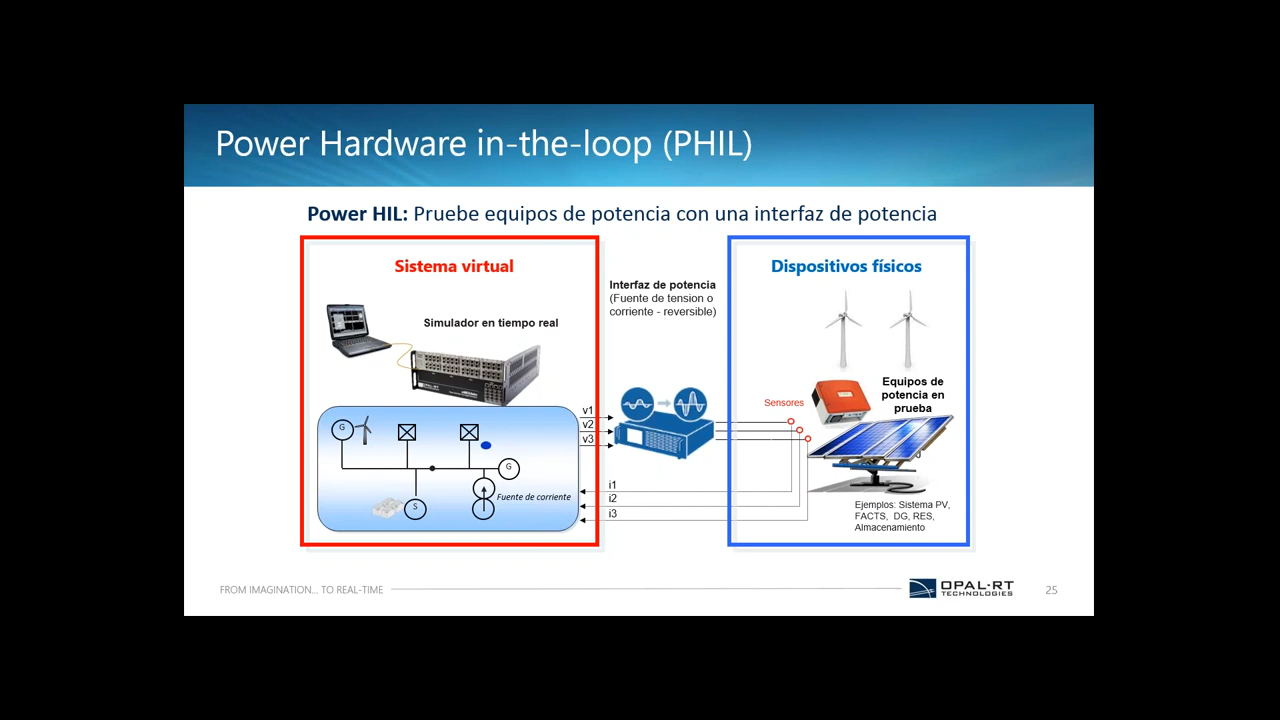 Power Hardware in-the-loop (PHIL)
Power HIL: Pruebe equipos de potencia con una interfaz de potencia
Sistema virtual
Simulador en tiempo real
OPAL-RT
G
G
S
Fuente de corriente
Interfaz de potencia
(Fuente de tension o
corriente - reversible)
v1
v2
v3
i1
i2
i3
Dispositivos físicos
Sensores
Equipos de
potencia en
prueba
Ejemplos: Sistema PV,
FACTS, DG, RES,
Almacenamiento
FROM IMAGINATION... TO REAL-TIME
OPAL-RT
TECHNOLOGIES
25